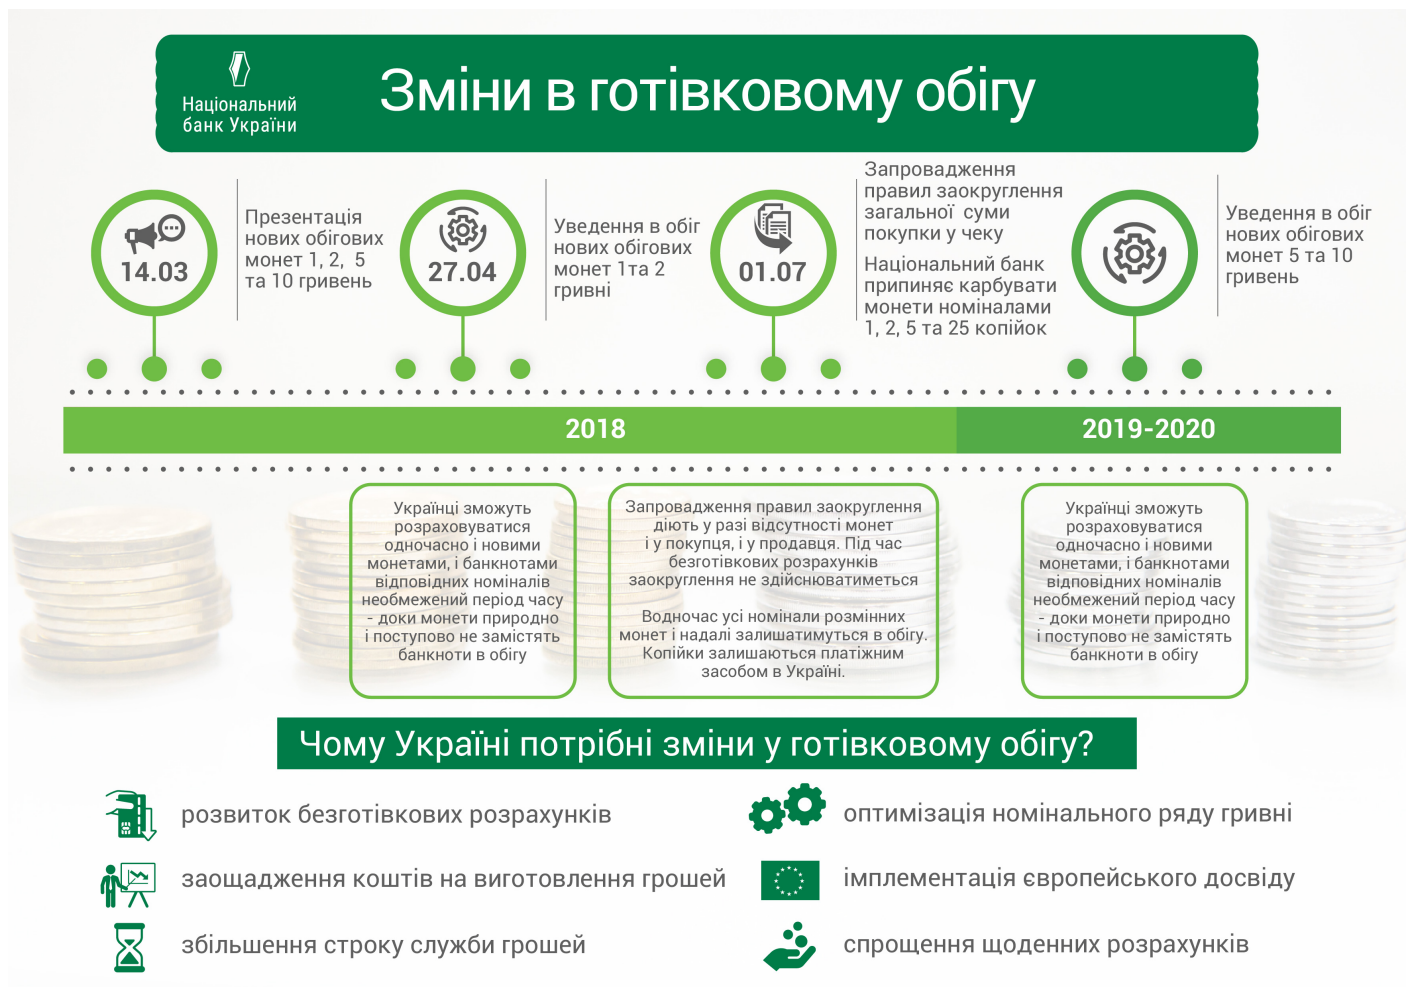 Національний
банк України
Зміни в готівковому обігу
14.03
Презентація
нових обігових
монет 1, 2, 5
та 10 гривень
27.04
Уведення в обіг
нових обігових
монет 1та 2
гривні
01.07
Запровадження
правил заокруглення
загальної суми
покупки у чеку
Національний банк
припиняє карбувати
монети номіналами
1, 2, 5 та 25 копійок
Уведення в обіг
нових обігових
монет 5 та 10
гривень
2018
2019-2020
Українці зможуть
розраховуватися
одночасно і новими
монетами, і банкнотами
відповідних номіналів
необмежений період часу
- доки монети природно
і поступово не замістять
банкноти в обігу
Запровадження правил заокруглення
діють у разі відсутності монет
і у покупця, і у продавця. Під час
безготівкових розрахунків
заокруглення не здійснюватиметься
Водночас усі номінали розмінних
монет і надалі залишатимуться в обігу.
Копійки залишаються платіжним
засобом в Україні.
Українці зможуть
розраховуватися
одночасно і новими
монетами, і банкнотами
відповідних номіналів
необмежений період часу
- доки монети природно
і поступово не замістять
банкноти в обігу
Чому Україні потрібні зміни у готівковому обігу?
розвиток безготівкових розрахунків
заощадження коштів на виготовлення грошей
збільшення строку служби грошей
оптимізація номінального ряду гривні
імплементація європейського досвіду
спрощення щоденних розрахунків